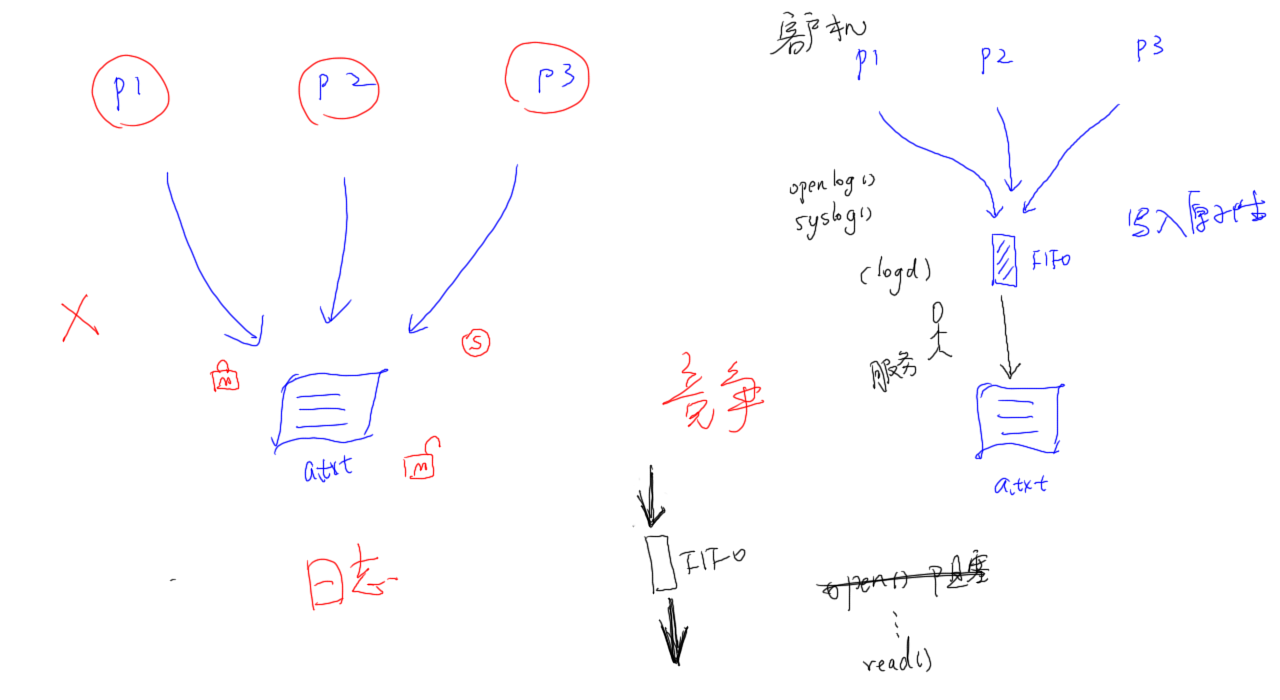 p1
p2
p3
S
m
a.txt
m
日志
竞争
FIFO
客户机
p1
p2
p3
openlog()
syslog()
写入原子性
FIFO
(logd)
服务
a.txt
open() 阻塞
⋮
read()